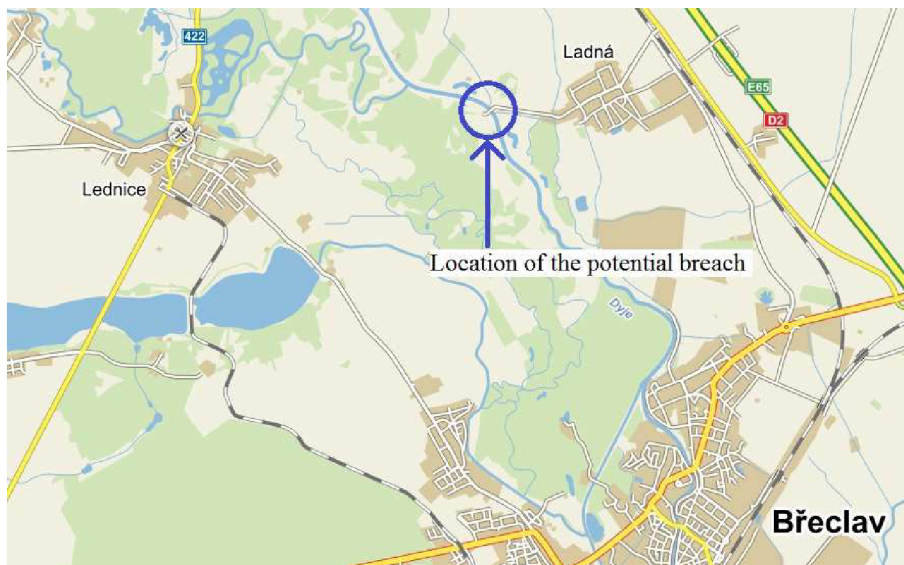 422
Ladná
E65
D2
Lednice
Location of the potential breach
Dyje
Břeclav